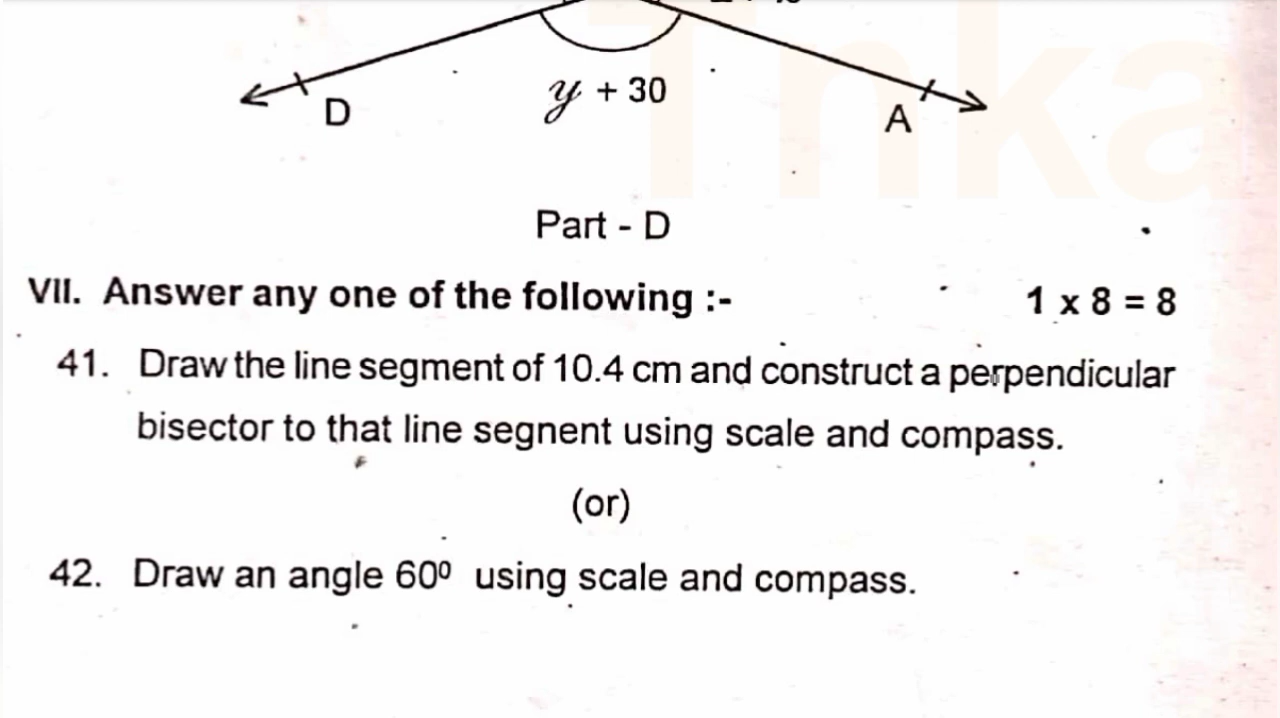 D
y + 30
A
Part - D
VII. Answer any one of the following :-
1 x 8 = 8
41. Draw the line segment of 10.4 cm and construct a perpendicular
bisector to that line segnent using scale and compass.
(or)
42. Draw an angle 60⁰ using scale and compass.